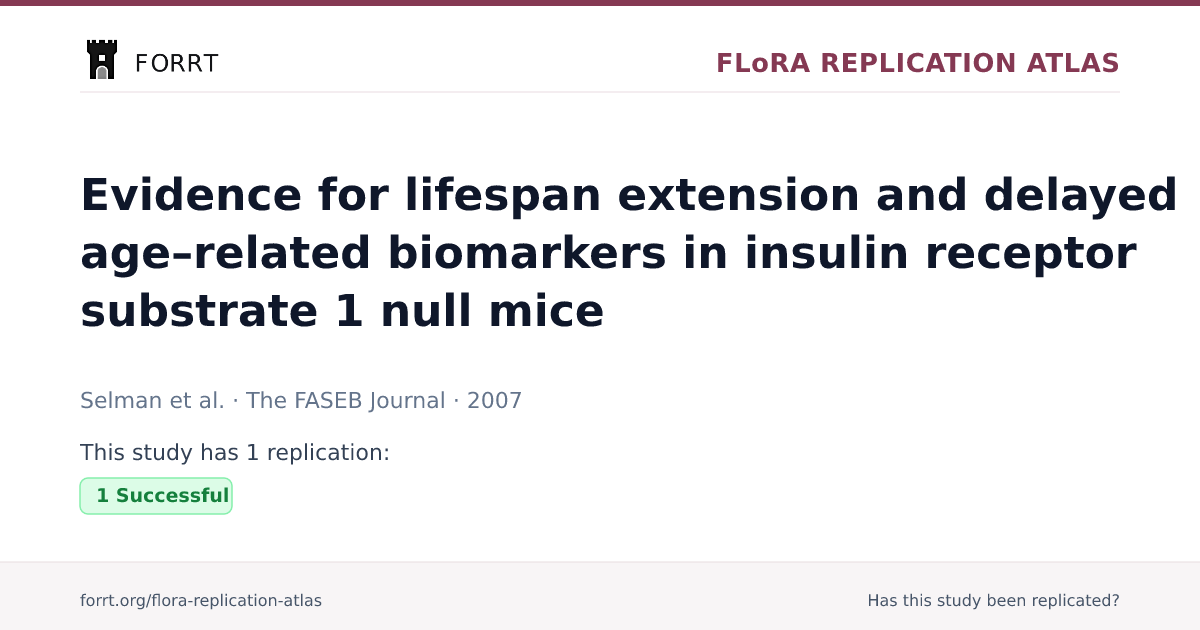 FORRT
FLoRA REPLICATION ATLAS
Evidence for lifespan extension and delayed
age–related biomarkers in insulin receptor
substrate 1 null mice
Selman et al. · The FASEB Journal · 2007
This study has 1 replication:
1 Successful
forrt.org/flora-replication-atlas
Has this study been replicated?